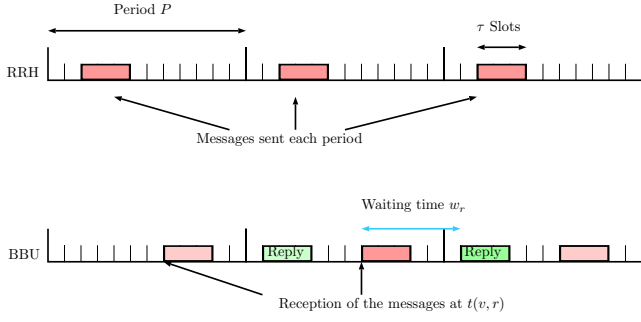 Period P
τ Slots
RRH
Messages sent each period
Waiting time w_r
BBU
Reply
Reply
Reception of the messages at t(v, r)